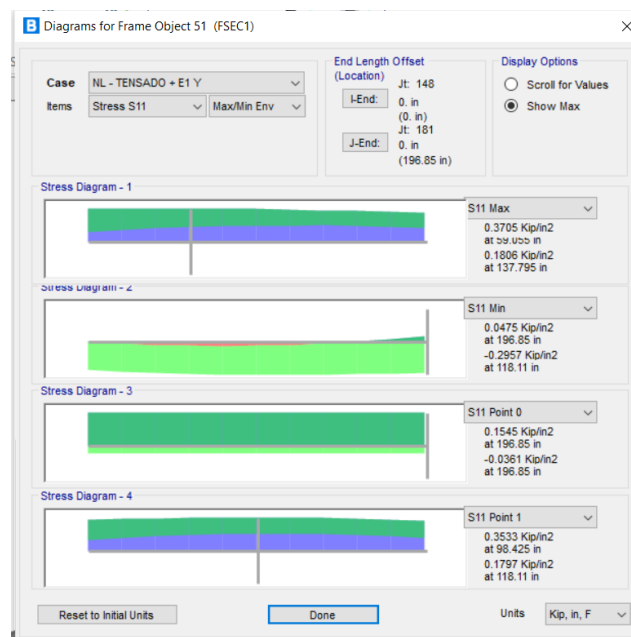 B Diagrams for Frame Object 51 (FSEC1)
Case NL - TENSADO + E1 Y
Items Stress S11 Max/Min Env
End Length Offset
(Location)
Jt: 148
I-End: 0. in
(0. in)
Jt: 181
J-End: 0. in
(196.85 in)
Display Options
Scroll for Values
Show Max
Stress Diagram - 1
S11 Max
0.3705 Kip/in2
at 59.055 in
0.1806 Kip/in2
at 137.795 in
Stress Diagram - 2
S11 Min
0.0475 Kip/in2
at 196.85 in
-0.2957 Kip/in2
at 118.11 in
Stress Diagram - 3
S11 Point 0
0.1545 Kip/in2
at 196.85 in
-0.0361 Kip/in2
at 196.85 in
Stress Diagram - 4
S11 Point 1
0.3533 Kip/in2
at 98.425 in
0.1797 Kip/in2
at 118.11 in
Reset to Initial Units
Done
Units Kip, in, F